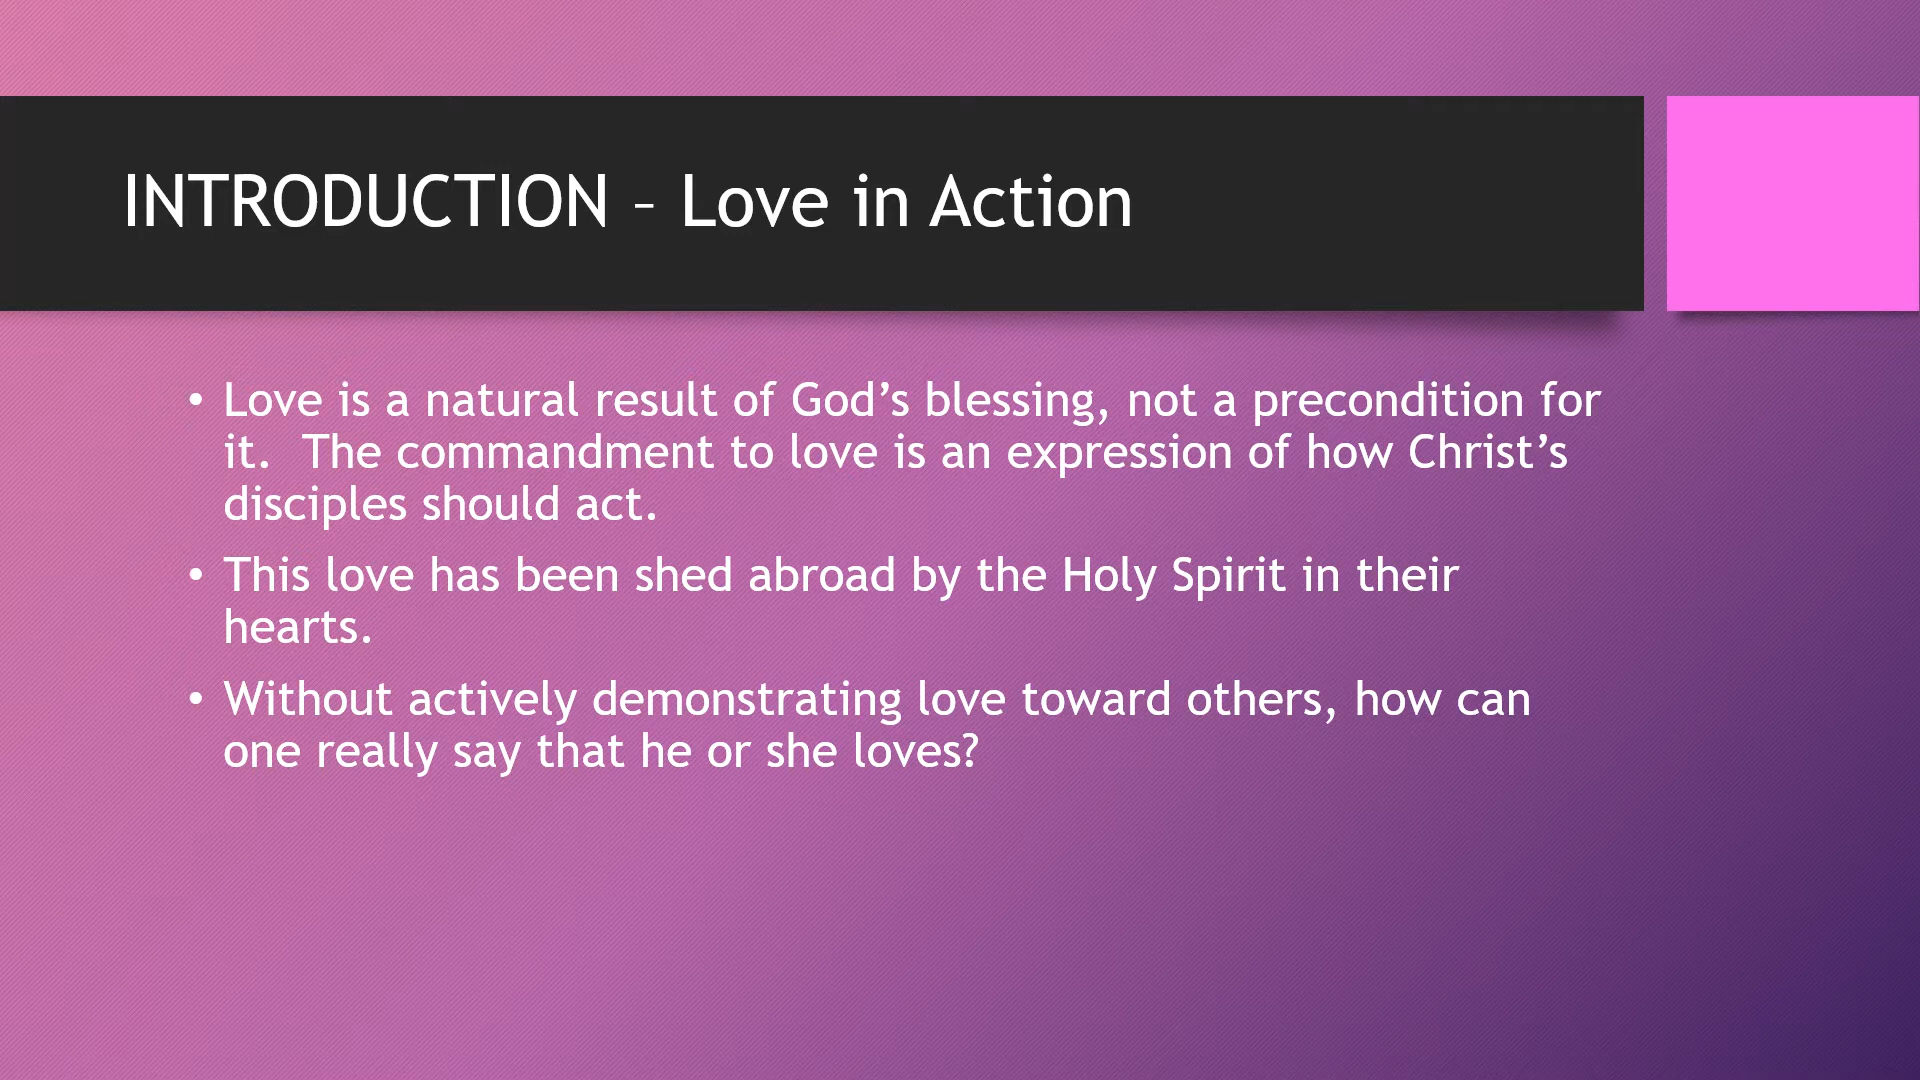 INTRODUCTION – Love in Action
• Love is a natural result of God’s blessing, not a precondition for
it.  The commandment to love is an expression of how Christ’s
disciples should act.
• This love has been shed abroad by the Holy Spirit in their
hearts.
• Without actively demonstrating love toward others, how can
one really say that he or she loves?